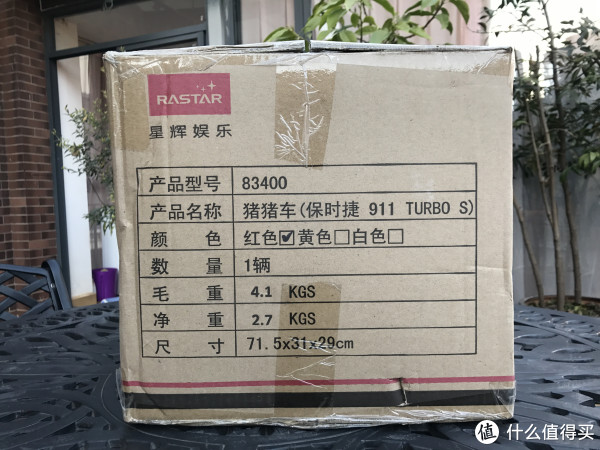 RASTAR
星辉娱乐
产品型号 83400
产品名称 猪猪车(保时捷 911 TURBO S)
颜 色 红色☑黄色☐白色☐
数 量 1辆
毛 重 4.1 KGS
净 重 2.7 KGS
尺 寸 71.5x31x29cm
值 什么值得买